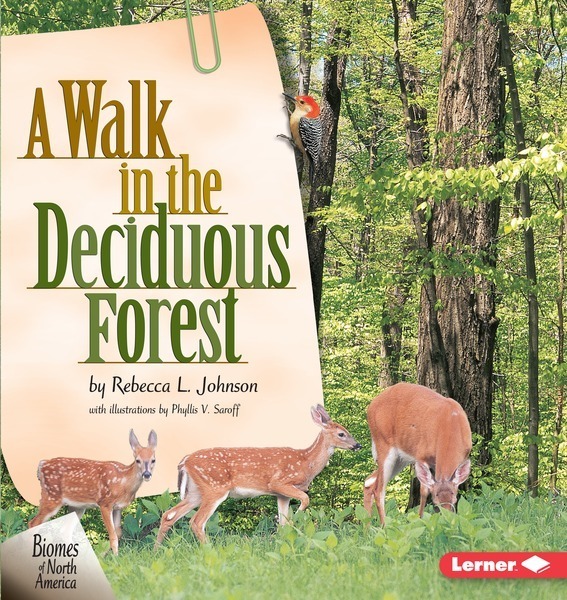 A Walk
in the
Deciduous
Forest
by Rebecca L. Johnson
with illustrations by Phyllis V. Saroff
Biomes
of North
America
Lerner